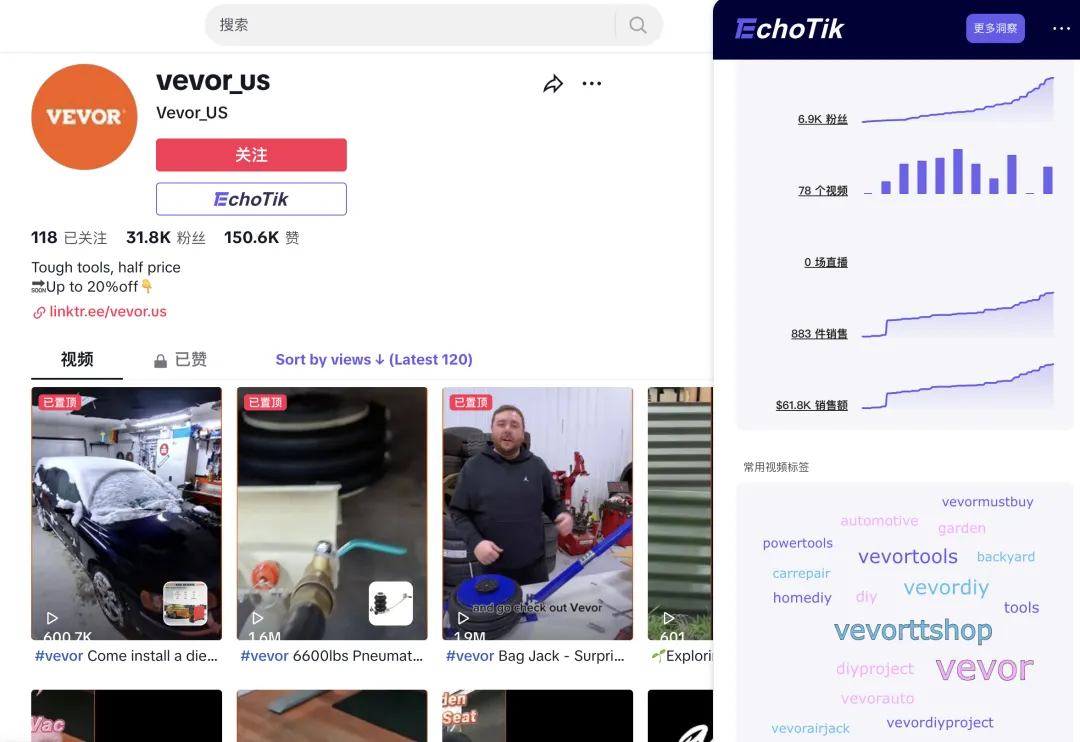 搜索
VEVOR
vevor_us
Vevor_US
关注
EchoTik
118 已关注 31.8K 粉丝 150.6K 赞
Tough tools, half price
🔜Up to 20%off👇
linktr.ee/vevor.us
视频
已赞
Sort by views ↓ (Latest 120)
已置顶
600.7K
#vevor Come install a die...
已置顶
1.6M
#vevor 6600lbs Pneumat...
已置顶
and go check out Vevor
1.9M
#vevor Bag Jack - Surpri...
601
🌱Explori
Vac
den
Seat
EchoTik
更多洞察
6.9K 粉丝
78 个视频
0 场直播
883 件销售
$61.8K 销售额
常用视频标签
vevormustbuy
automotive
garden
powertools
vevortools
backyard
carrepair
vevordiy
homediy
diy
tools
vevorttshop
diyproject
vevor
vevorauto
vevorairjack
vevordiyproject